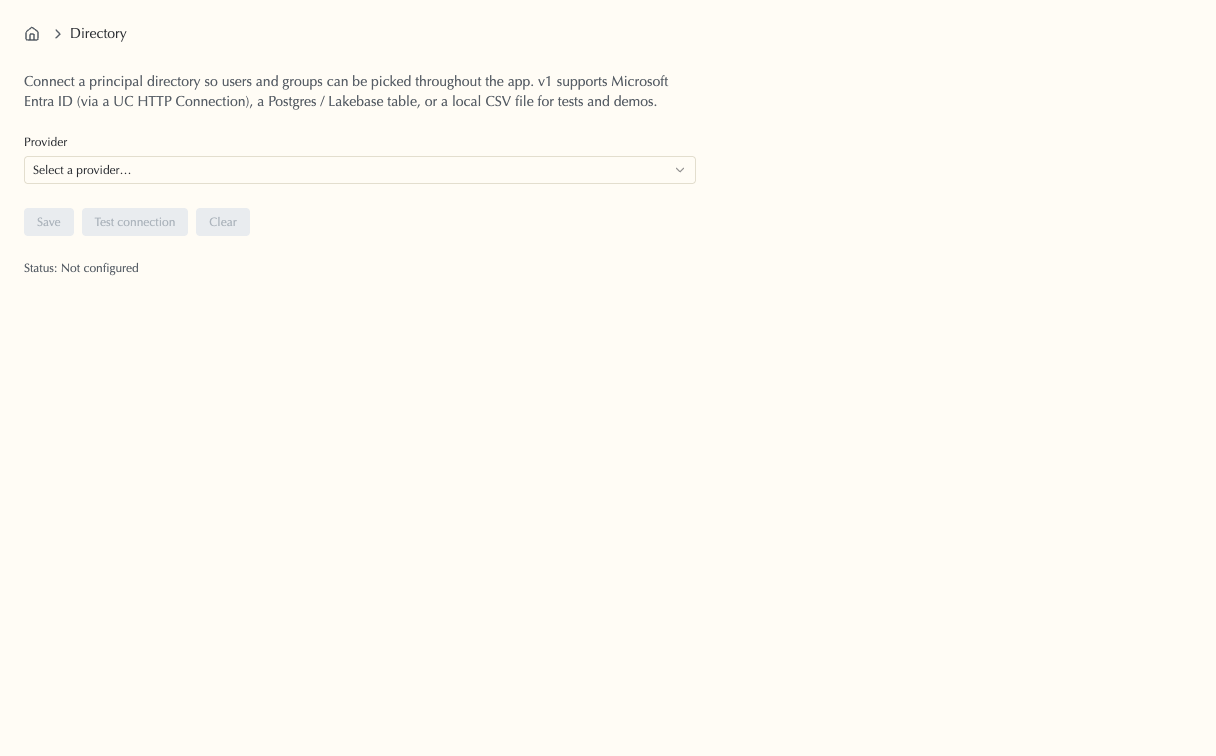 Directory
Connect a principal directory so users and groups can be picked throughout the app. v1 supports Microsoft
Entra ID (via a UC HTTP Connection), a Postgres / Lakebase table, or a local CSV file for tests and demos.
Provider
Select a provider...
Save Test connection Clear
Status: Not configured